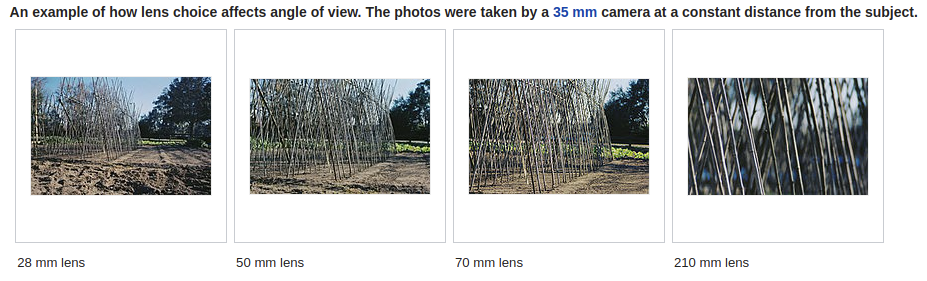 An example of how lens choice affects angle of view. The photos were taken by a 35 mm camera at a constant distance from the subject.
28 mm lens
50 mm lens
70 mm lens
210 mm lens